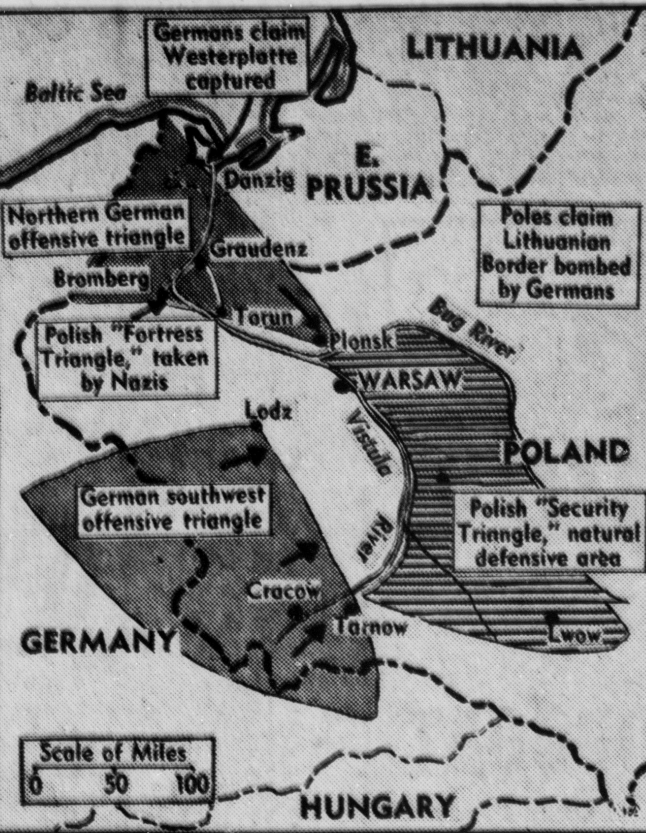 Germans claim
Westerplatte
captured
LITHUANIA
Baltic Sea
E.
PRUSSIA
Danzig
Northern German
offensive triangle
Poles claim
Lithuanian
Border bombed
by Germans
Graudenz
Bromberg
Torun
Bug River
Polish "Fortress
Triangle," taken
by Nazis
Plonsk
WARSAW
Lodz
Vistula
River
POLAND
German southwest
offensive triangle
Polish "Security
Triangle," natural
defensive area
Cracow
Tarnow
Lwow
GERMANY
Scale of Miles
0 50 100
HUNGARY